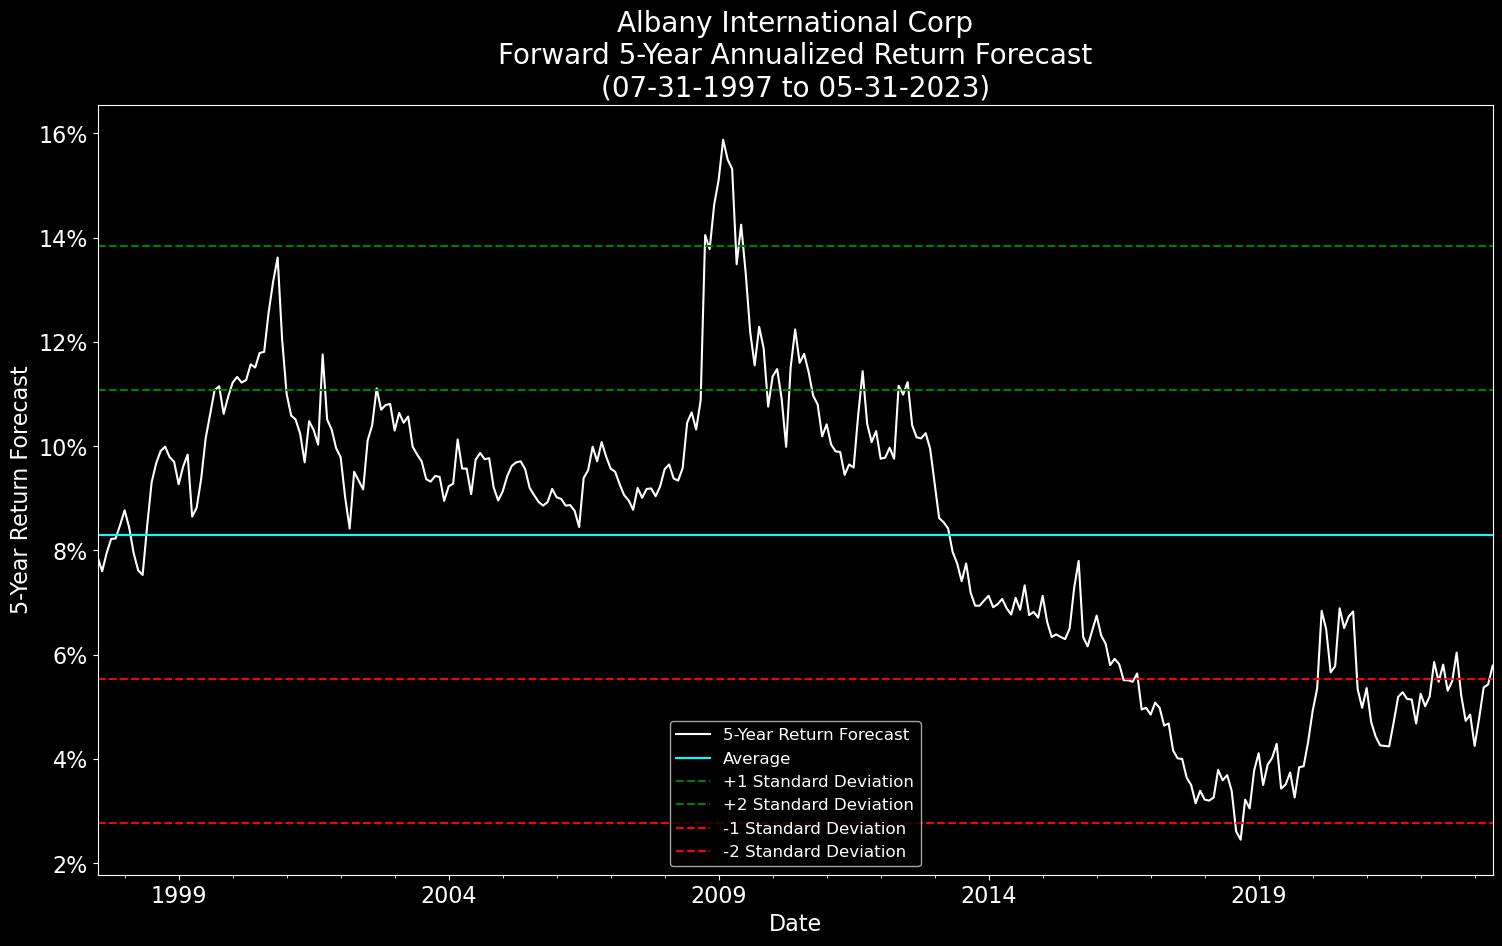 Albany International Corp
Forward 5-Year Annualized Return Forecast
(07-31-1997 to 05-31-2023)
5-Year Return Forecast
16%
14%
12%
10%
8%
6%
4%
2%
5-Year Return Forecast
Average
+1 Standard Deviation
+2 Standard Deviation
-1 Standard Deviation
-2 Standard Deviation
1999 2004 2009 2014 2019
Date